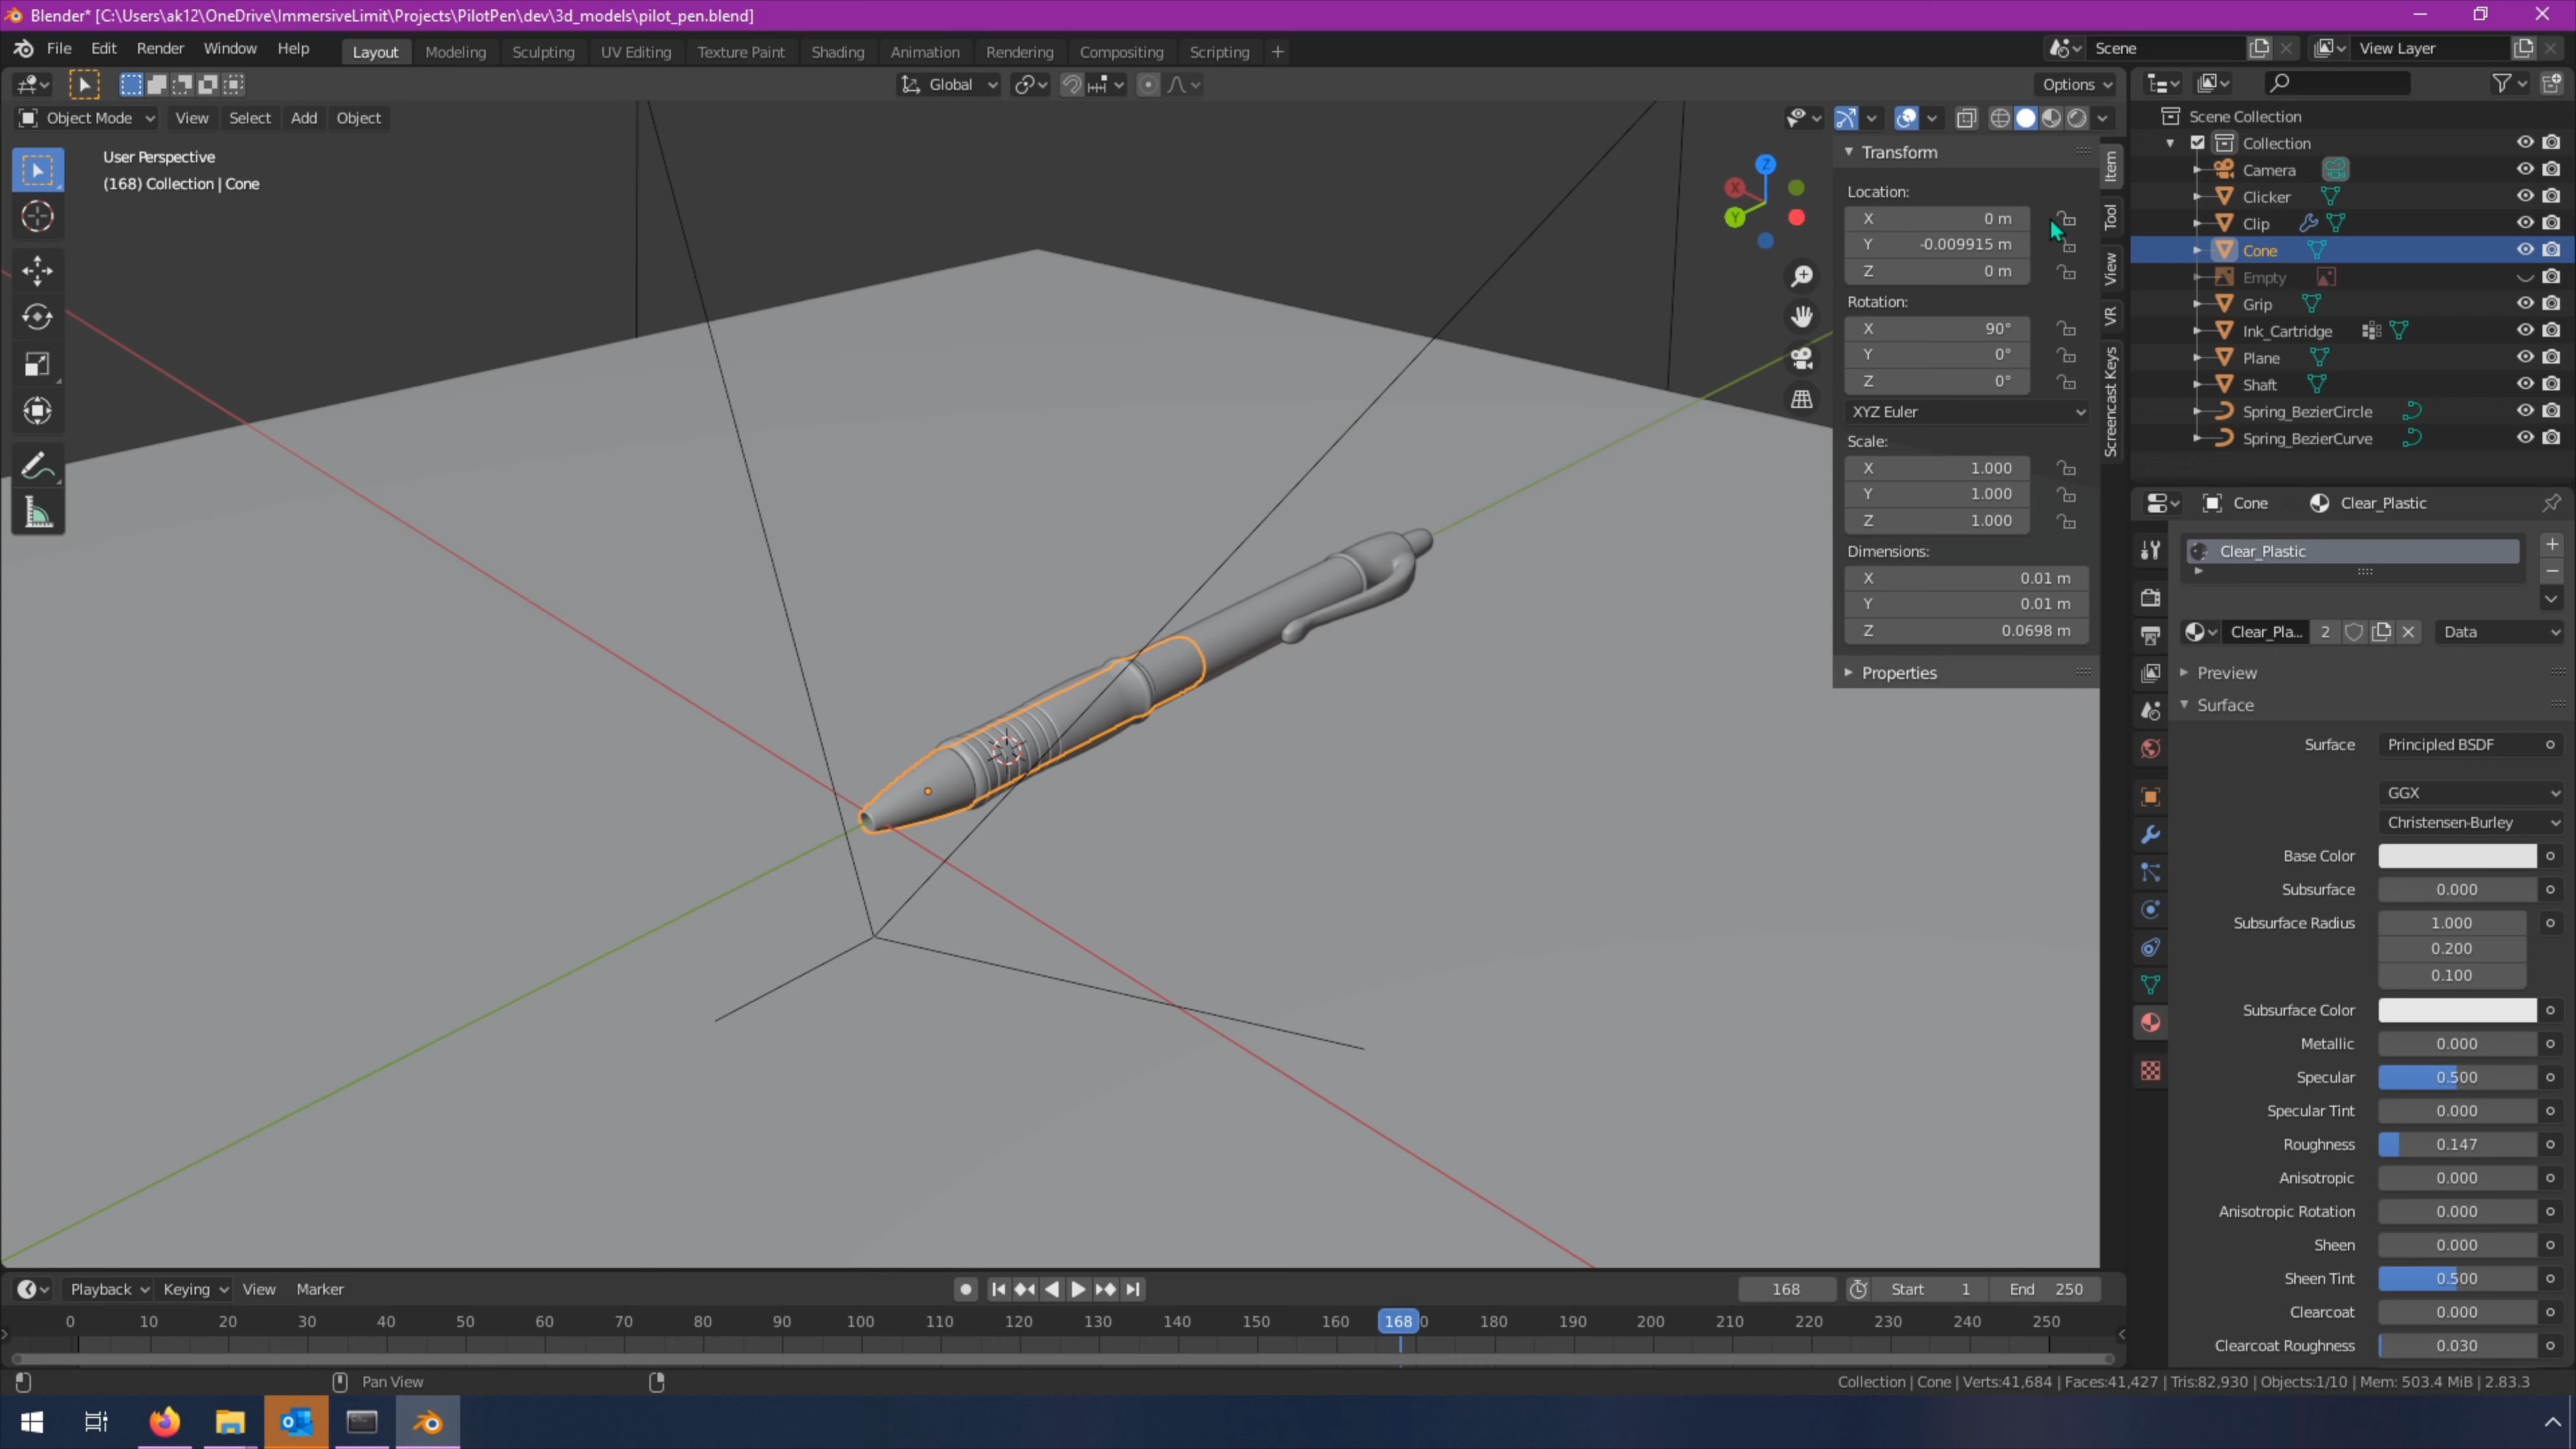 Blender* [C:\Users\ak12\OneDrive\ImmersiveLimit\Projects\PilotPen\dev\3d_models\pilot_pen.blend]
File Edit Render Window Help
Layout Modeling Sculpting UV Editing Texture Paint Shading Animation Rendering Compositing Scripting +
Scene
View Layer
Global
Options
Object Mode View Select Add Object
User Perspective
(168) Collection | Cone
Z
X
Y
Transform
Location:
X 0 m
Y -0.009915 m
Z 0 m
Rotation:
X 90°
Y 0°
Z 0°
XYZ Euler
Scale:
X 1.000
Y 1.000
Z 1.000
Dimensions:
X 0.01 m
Y 0.01 m
Z 0.0698 m
Properties
Item
Tool
View
VR
Screencast Keys
Scene Collection
Collection
Camera
Clicker
Clip
Cone
Empty
Grip
Ink_Cartridge
Plane
Shaft
Spring_BezierCircle
Spring_BezierCurve
Cone Clear_Plastic
Clear_Plastic
Clear_Pla... 2 Data
Preview
Surface
Surface Principled BSDF
GGX
Christensen-Burley
Base Color
Subsurface 0.000
Subsurface Radius 1.000
0.200
0.100
Subsurface Color
Metallic 0.000
Specular 0.500
Specular Tint 0.000
Roughness 0.147
Anisotropic 0.000
Anisotropic Rotation 0.000
Sheen 0.000
Sheen Tint 0.500
Clearcoat 0.000
Clearcoat Roughness 0.030
Playback Keying View Marker
168 Start 1 End 250
0 10 20 30 40 50 60 70 80 90 100 110 120 130 140 150 160 168 0 180 190 200 210 220 230 240 250
Pan View
Collection | Cone | Verts:41,684 | Faces:41,427 | Tris:82,930 | Objects:1/10 | Mem: 503.4 MiB | 2.83.3